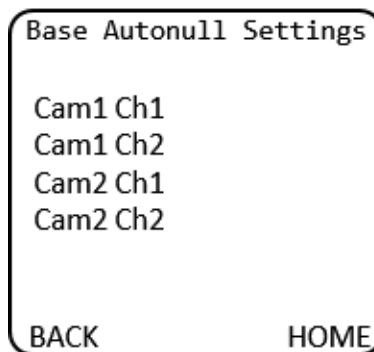 Base Autonull Settings
Cam1 Ch1
Cam1 Ch2
Cam2 Ch1
Cam2 Ch2
BACK HOME